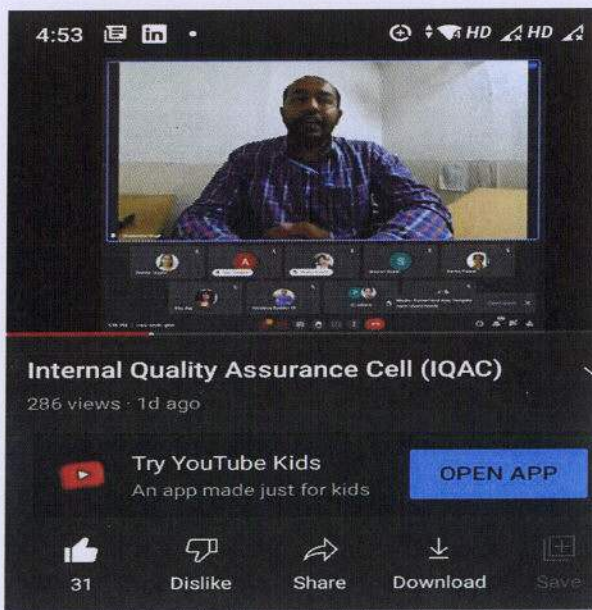 4:53 in HD HD
A S
P
Internal Quality Assurance Cell (IQAC)
286 views · 1d ago
Try YouTube Kids
An app made just for kids
OPEN APP
31 Dislike Share Download Save